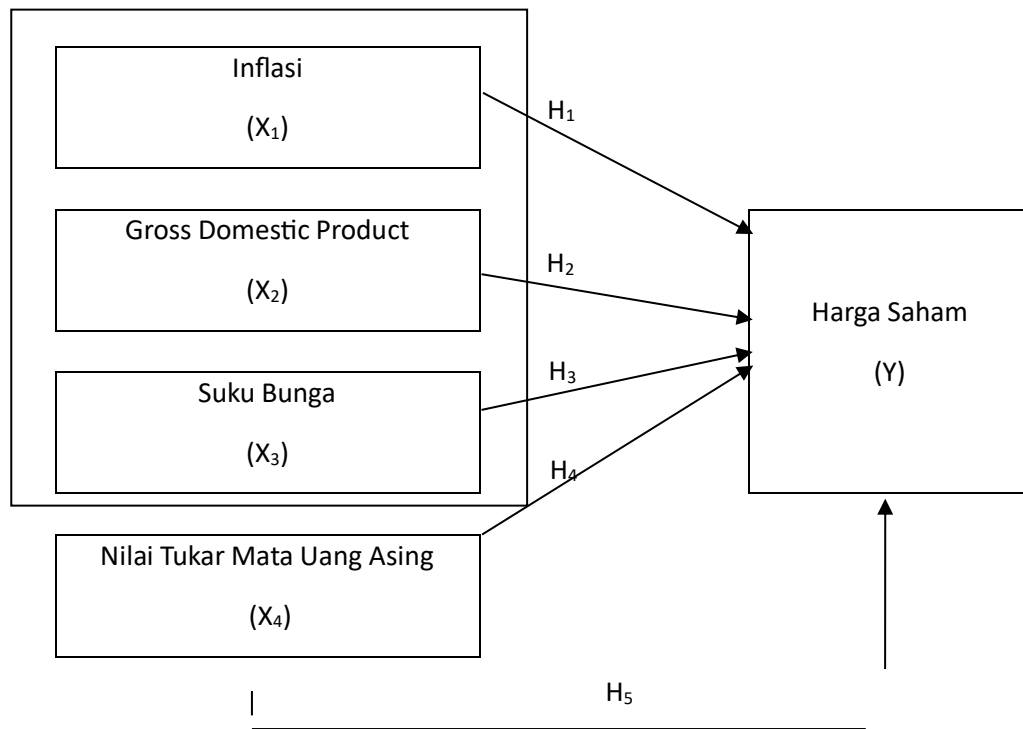 Inflasi
(X₁)
H₁
Gross Domestic Product
(X₂)
H₂
Suku Bunga
(X₃)
H₃
Nilai Tukar Mata Uang Asing
(X₄)
H₄
Harga Saham
(Y)
H₅